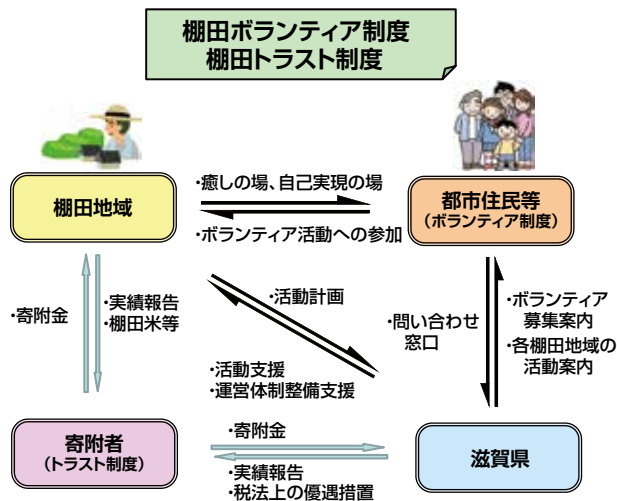 棚田ボランティア制度
棚田トラスト制度
棚田地域
・癒しの場、自己実現の場
・ボランティア活動への参加
都市住民等
(ボランティア制度)
・寄附金
・実績報告
・棚田米等
・活動計画
・活動支援
・運営体制整備支援
・問い合わせ
窓口
・ボランティア
募集案内
・各棚田地域の
活動案内
寄附者
(トラスト制度)
・寄附金
・実績報告
・税法上の優遇措置
滋賀県